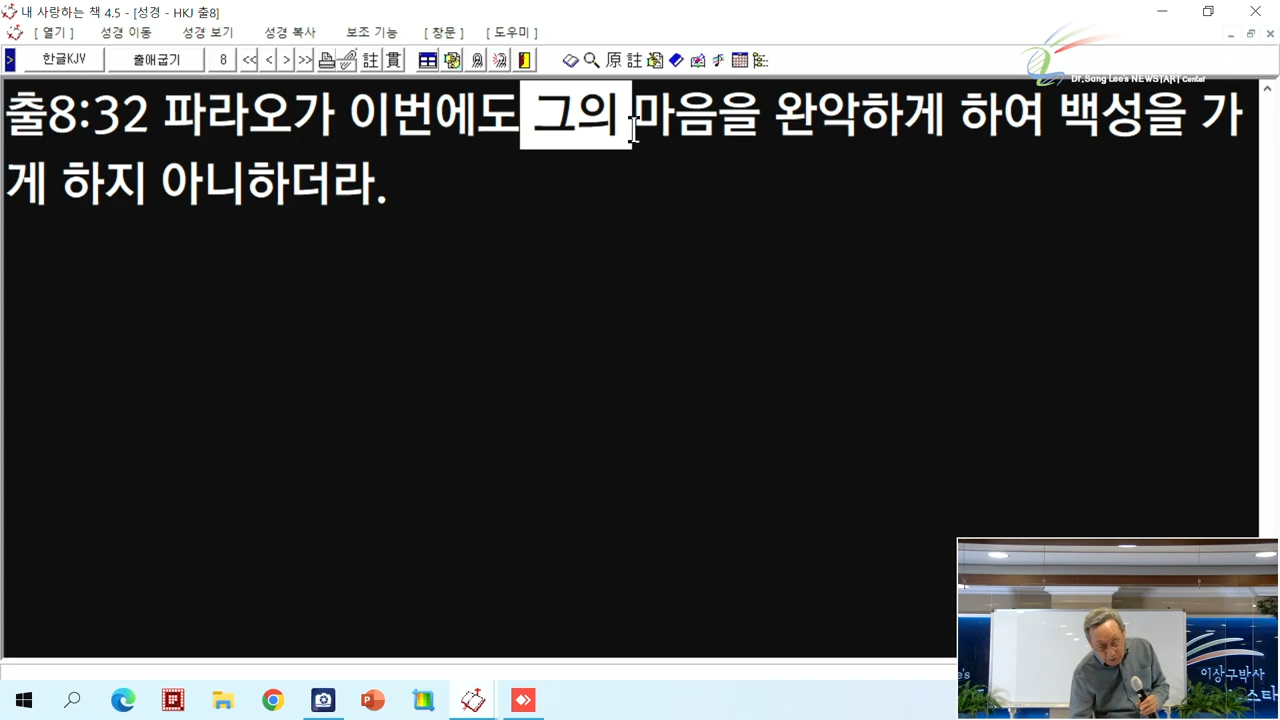 내 사랑하는 책 4.5 - [성경 - HKJ 출8]
[ 열기 ] 성경 이동 성경 보기 성경 복사 보조 기능 [ 창문 ] [ 도우미 ]
> 한글KJV 출애굽기 8 << < > >> 註 貫 原 註
Dr.Sang Lee's NEWSTART Center
출8:32 파라오가 이번에도 그의 마음을 완악하게 하여 백성을 가
게 하지 아니하더라.
이상구박사
스타